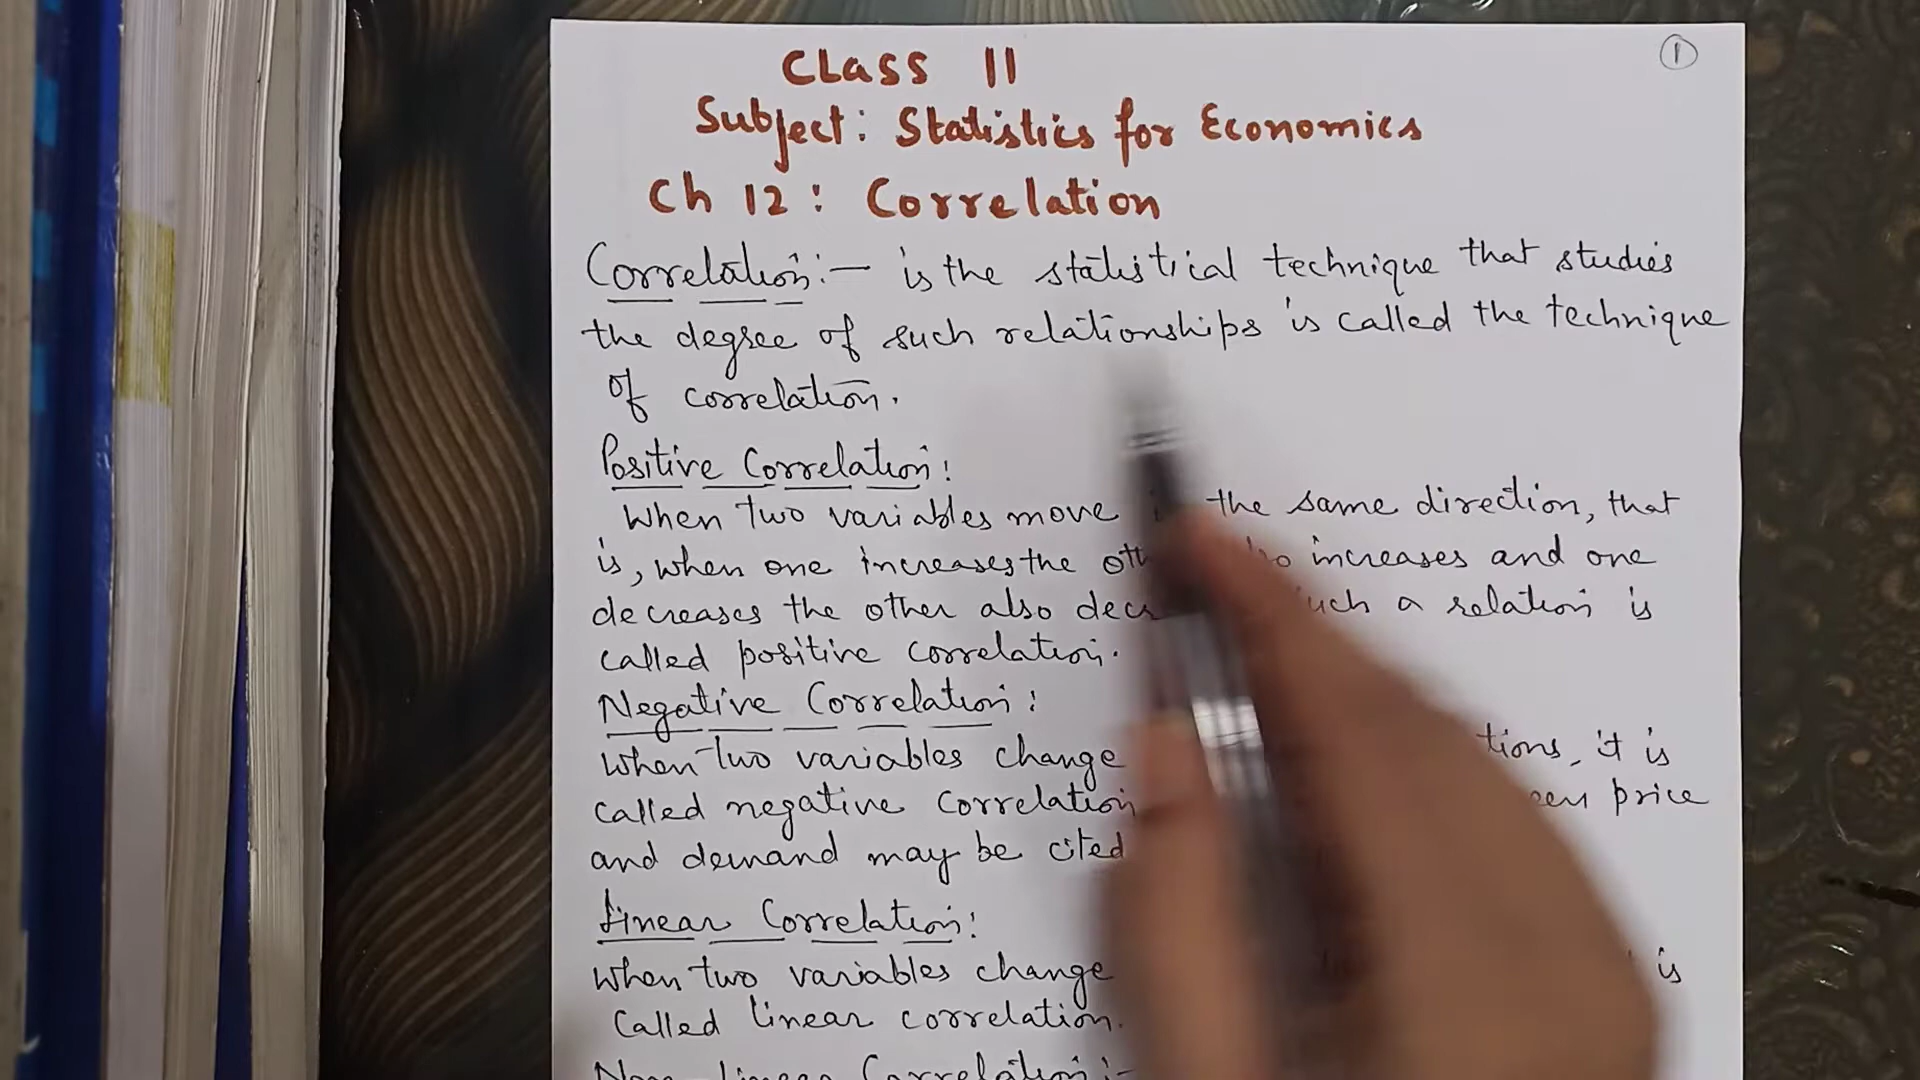 1
Class 11
Subject: Statistics for Economics
Ch 12: Correlation
Correlation:— is the statistical technique that studies
the degree of such relationships is called the technique
of correlation.
Positive Correlation:
When two variables move the same direction, that
is, when one increases the increases and one
decreases the other also such a relation is
called positive correlation.
Negative Correlation:
When two variables change it is
called negative correlation price
and demand may be cited
Linear Correlation:
When two variables change is
Called linear correlation.
Non-linear Correlation:-